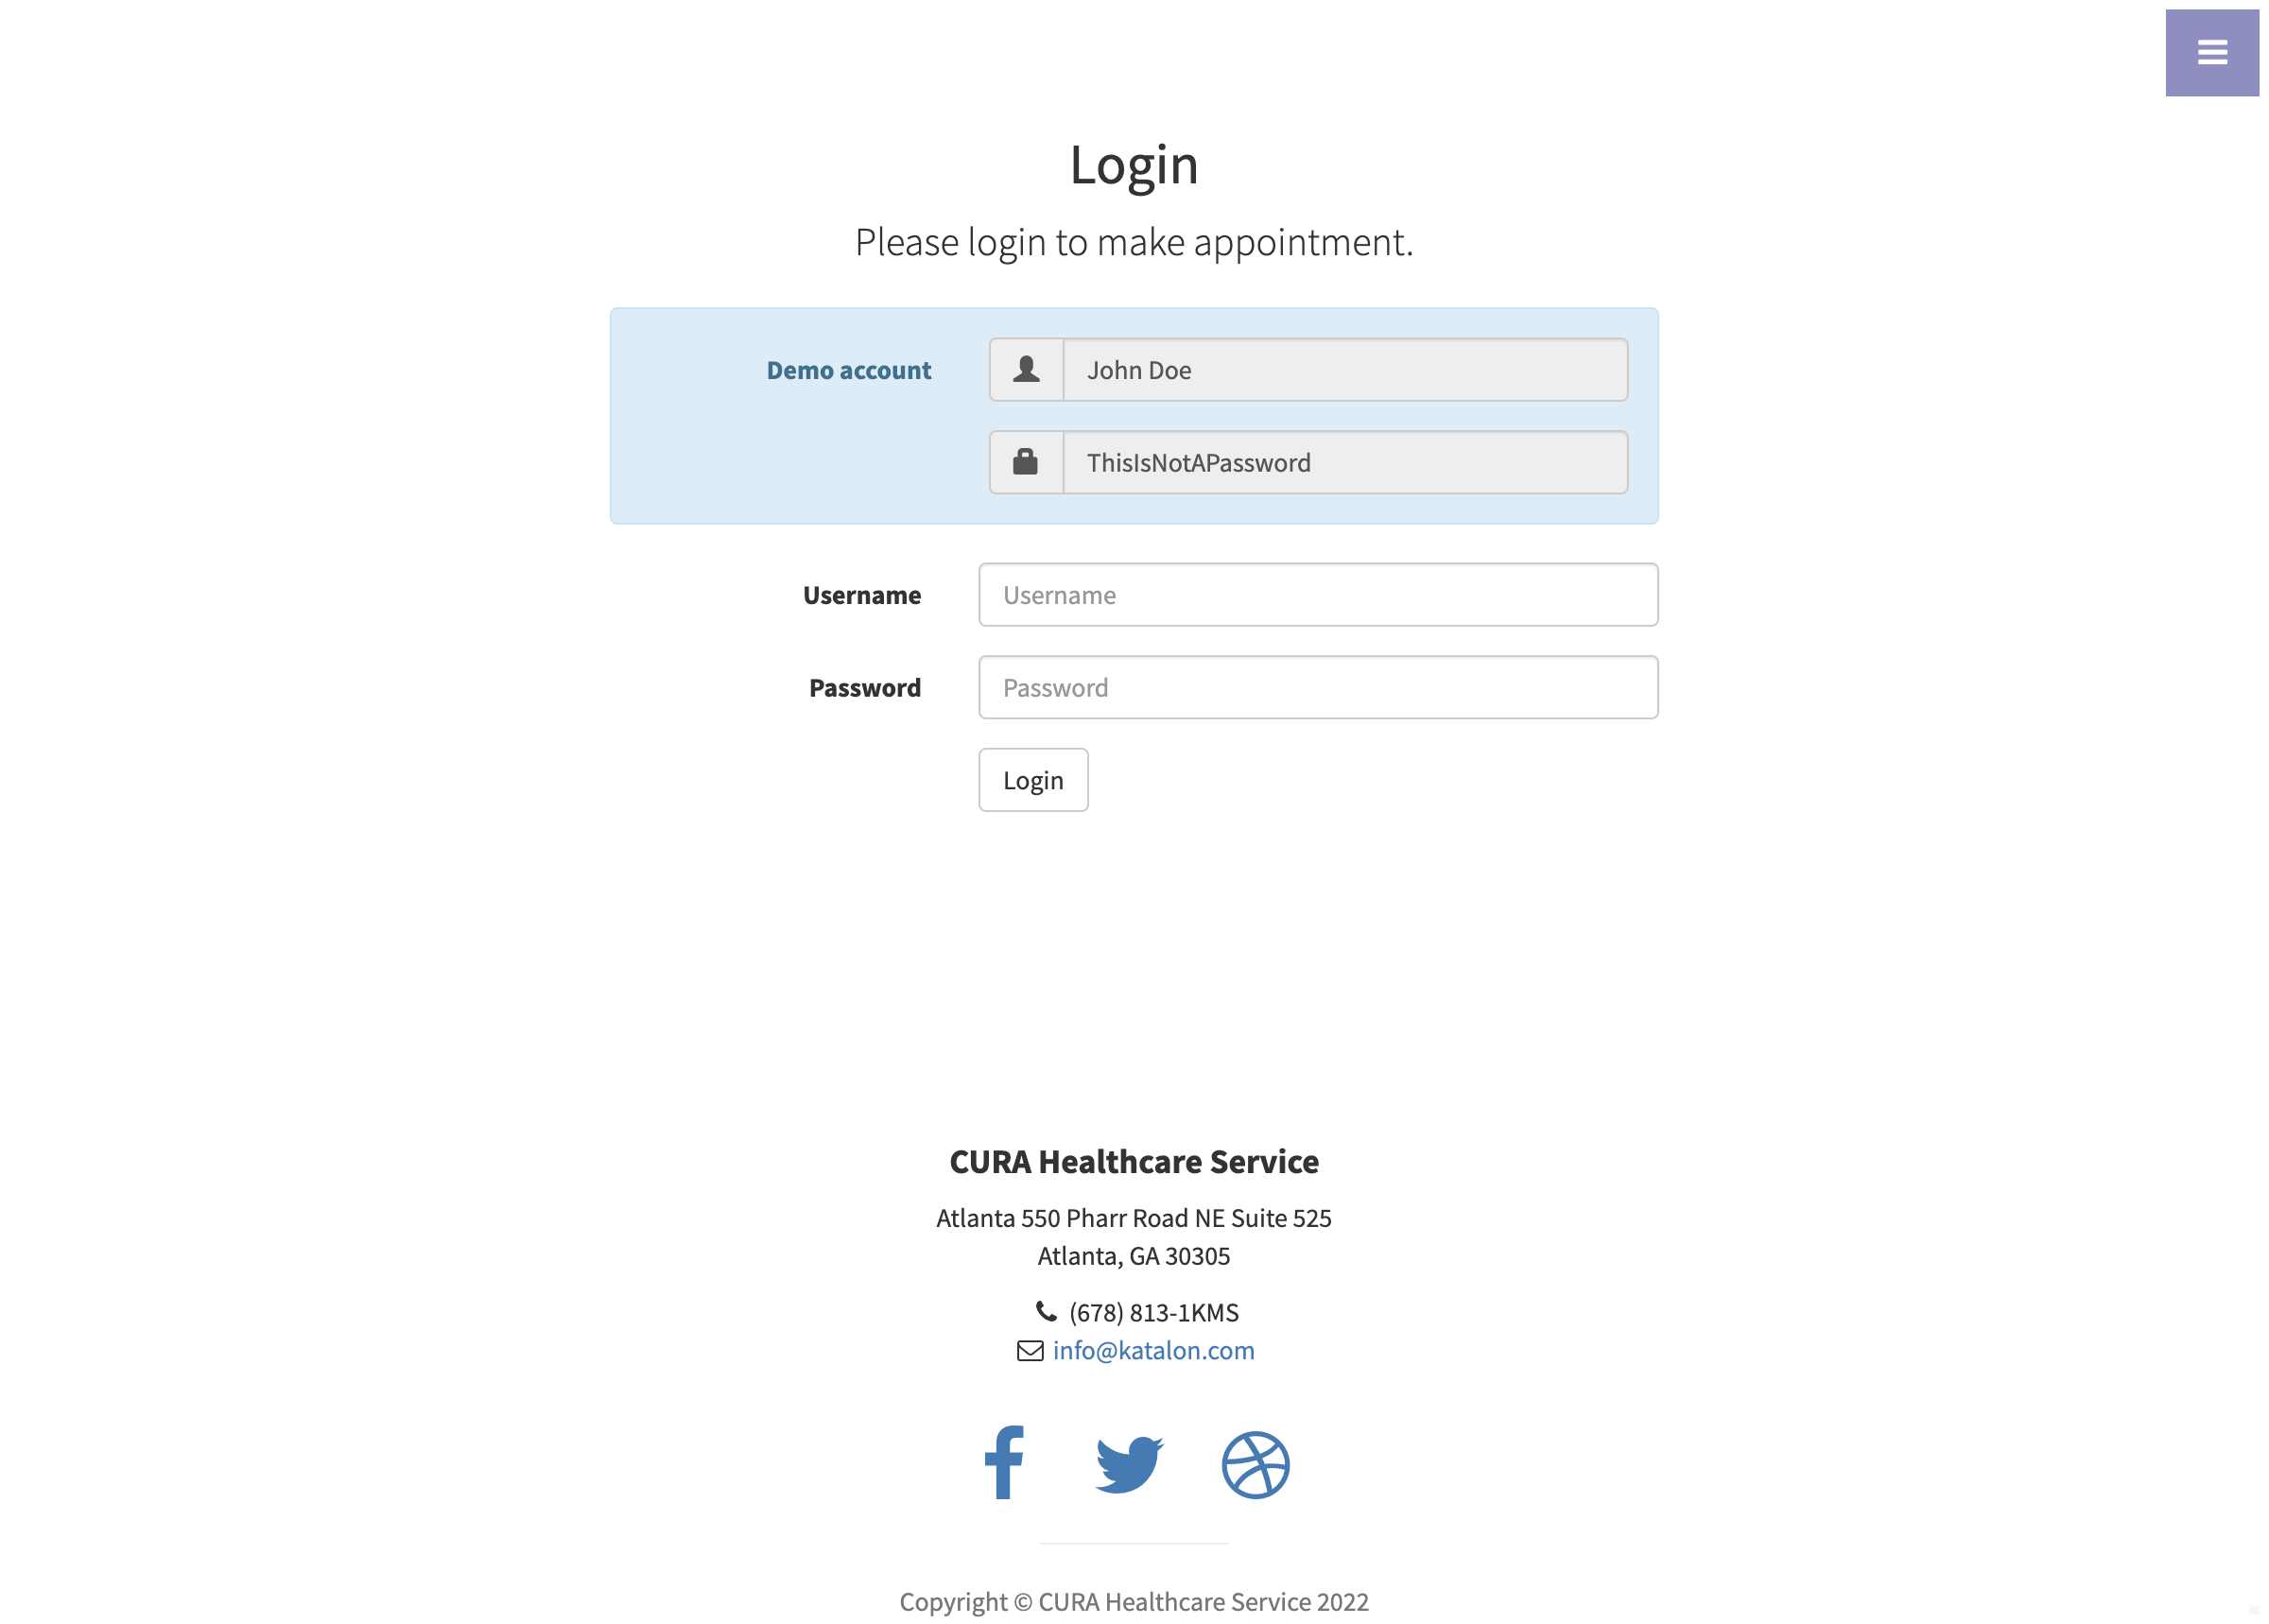 Login
Please login to make appointment.
Demo account
John Doe
ThisIsNotAPassword
Username
Username
Password
Password
Login
CURA Healthcare Service
Atlanta 550 Pharr Road NE Suite 525
Atlanta, GA 30305
(678) 813-1KMS
info@katalon.com
Copyright © CURA Healthcare Service 2022